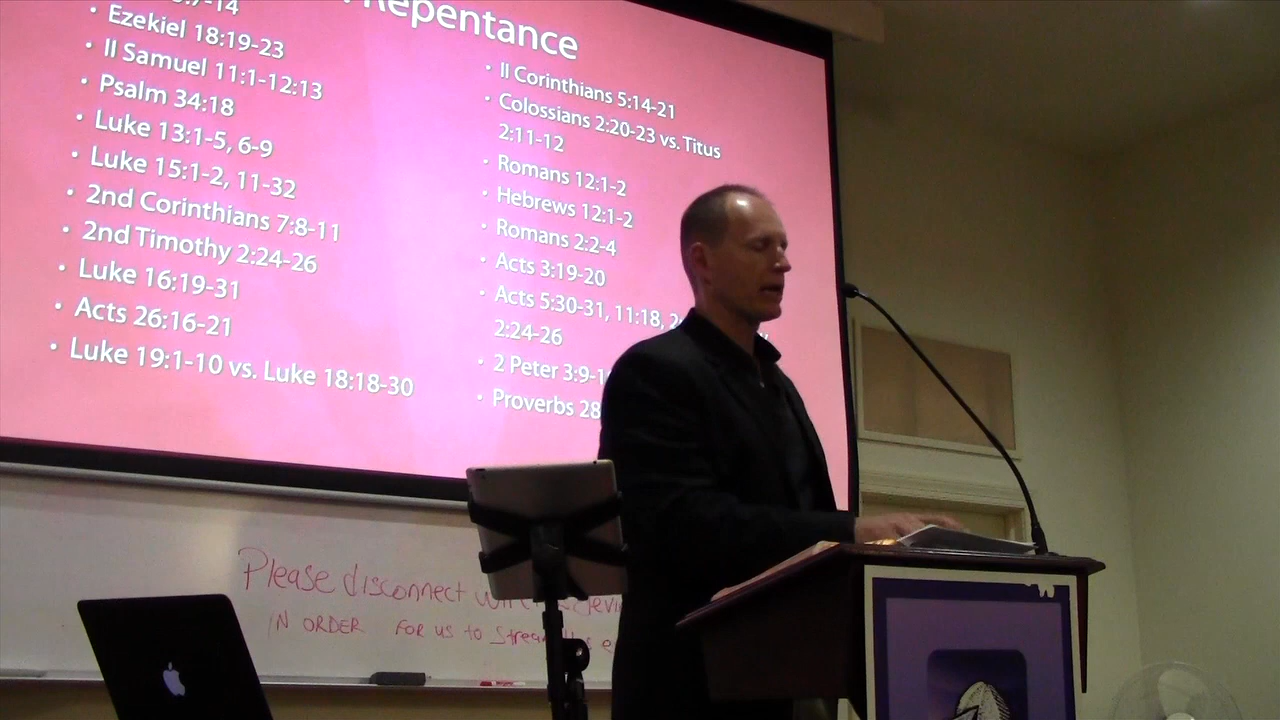 Repentance
7-14
Ezekiel 18:19-23
II Samuel 11:1-12:13
Psalm 34:18
Luke 13:1-5, 6-9
Luke 15:1-2, 11-32
2nd Corinthians 7:8-11
2nd Timothy 2:24-26
Luke 16:19-31
Acts 26:16-21
Luke 19:1-10 vs. Luke 18:18-30
II Corinthians 5:14-21
Colossians 2:20-23 vs. Titus
2:11-12
Romans 12:1-2
Hebrews 12:1-2
Romans 2:2-4
Acts 3:19-20
Acts 5:30-31, 11:18,
2:24-26
2 Peter 3:9-1
Proverbs 28
Please disconnect
IN ORDER FOR US to Strea